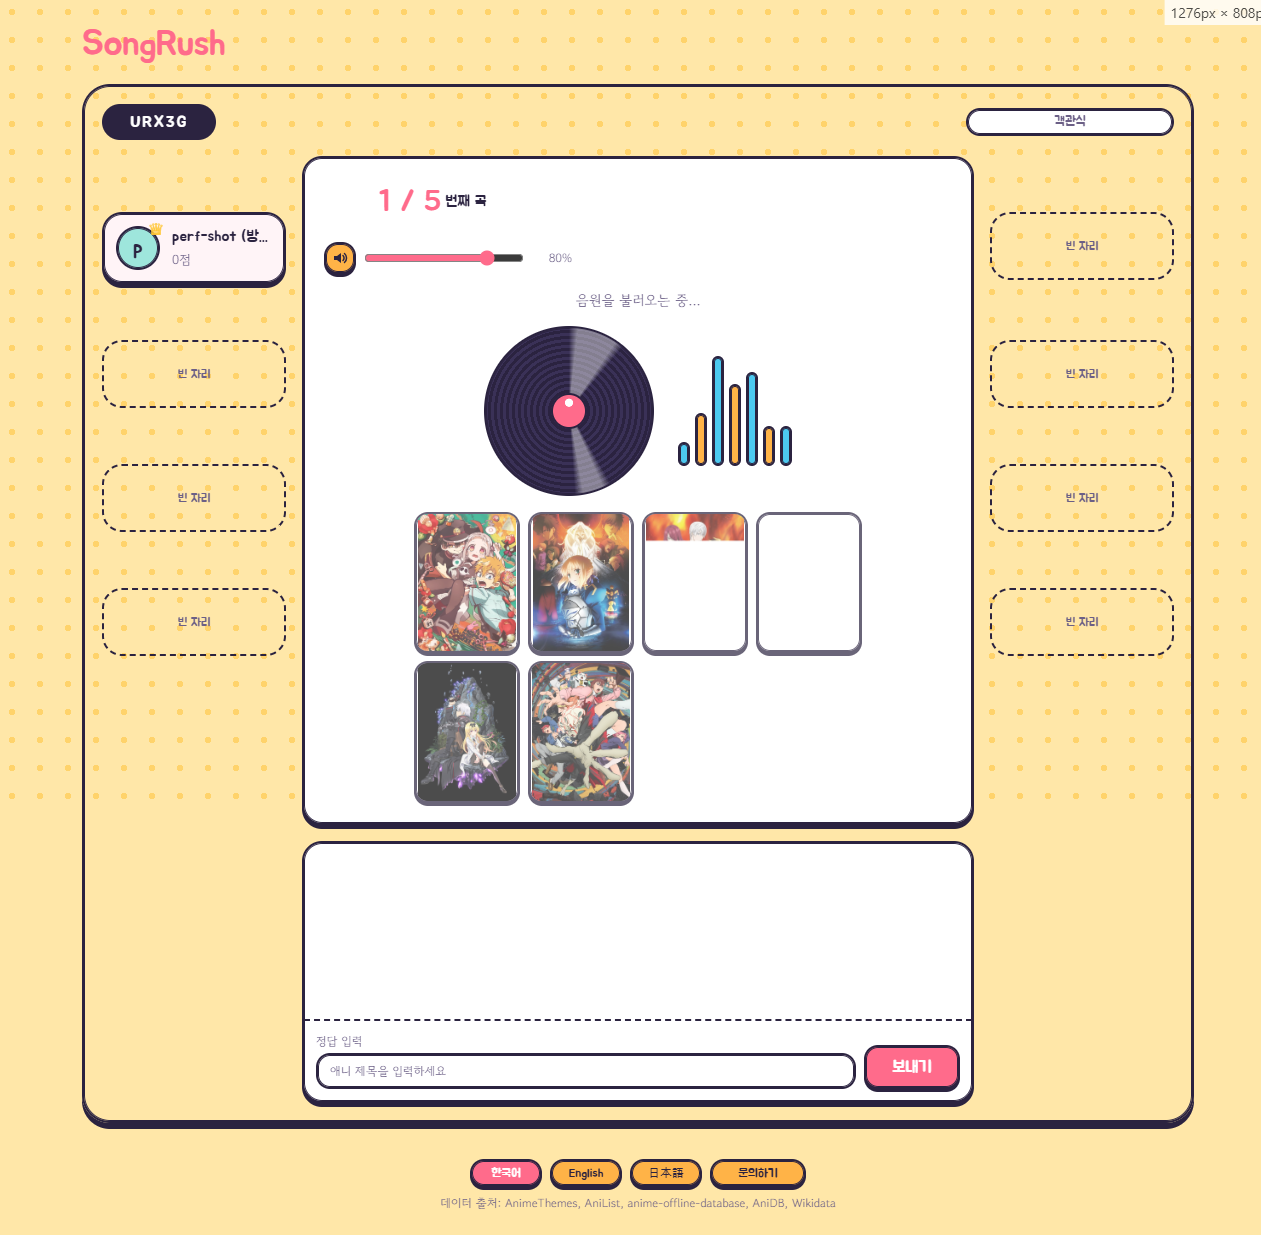 1276px × 808p
SongRush
URX3G
객관식
1 / 5 번째 곡
P
perf-shot (방...
0점
80%
음원을 불러오는 중...
빈 자리
빈 자리
빈 자리
빈 자리
빈 자리
빈 자리
빈 자리
정답 입력
애니 제목을 입력하세요
보내기
한국어
English
日本語
문의하기
데이터 출처: AnimeThemes, AniList, anime-offline-database, AniDB, Wikidata